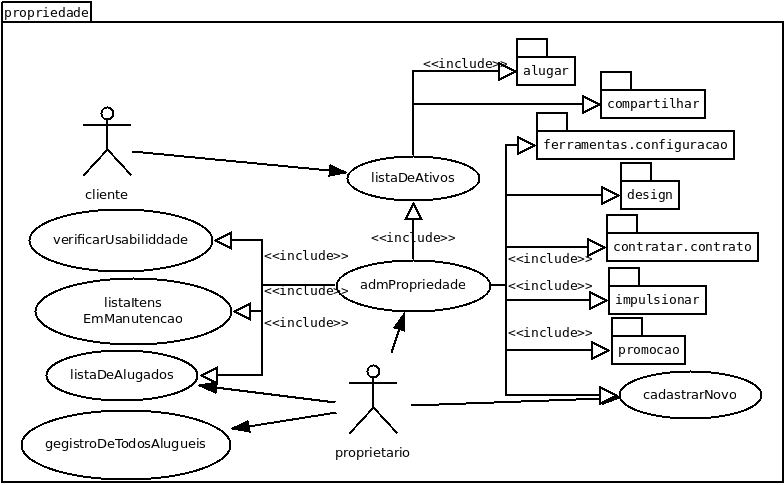 propriedade
<<include>>
alugar
compartilhar
ferramentas.configuracao
cliente
listaDeAtivos
design
verificarUsabiliddade
<<include>>
contratar.contrato
<<include>>
<<include>>
admPropriedade
<<include>>
<<include>>
listaItens
EmManutencao
impulsionar
<<include>>
<<include>>
promocao
listaDeAlugados
cadastrarNovo
gegistroDeTodosAlugueis
proprietario